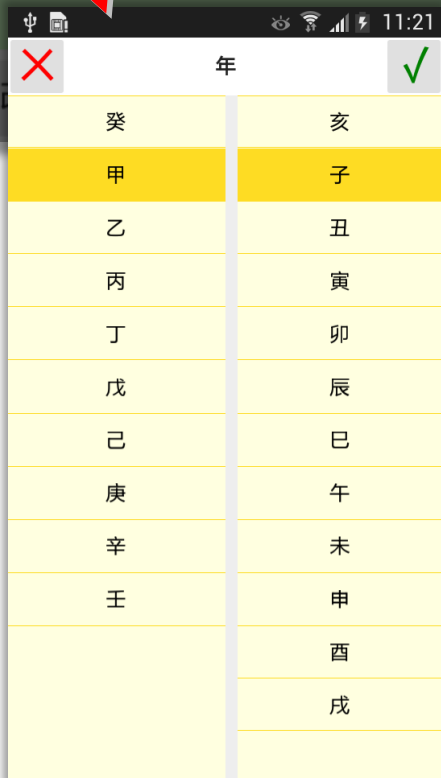 11:21
年
癸 亥
甲 子
乙 丑
丙 寅
丁 卯
戊 辰
己 巳
庚 午
辛 未
壬 申
酉
戌